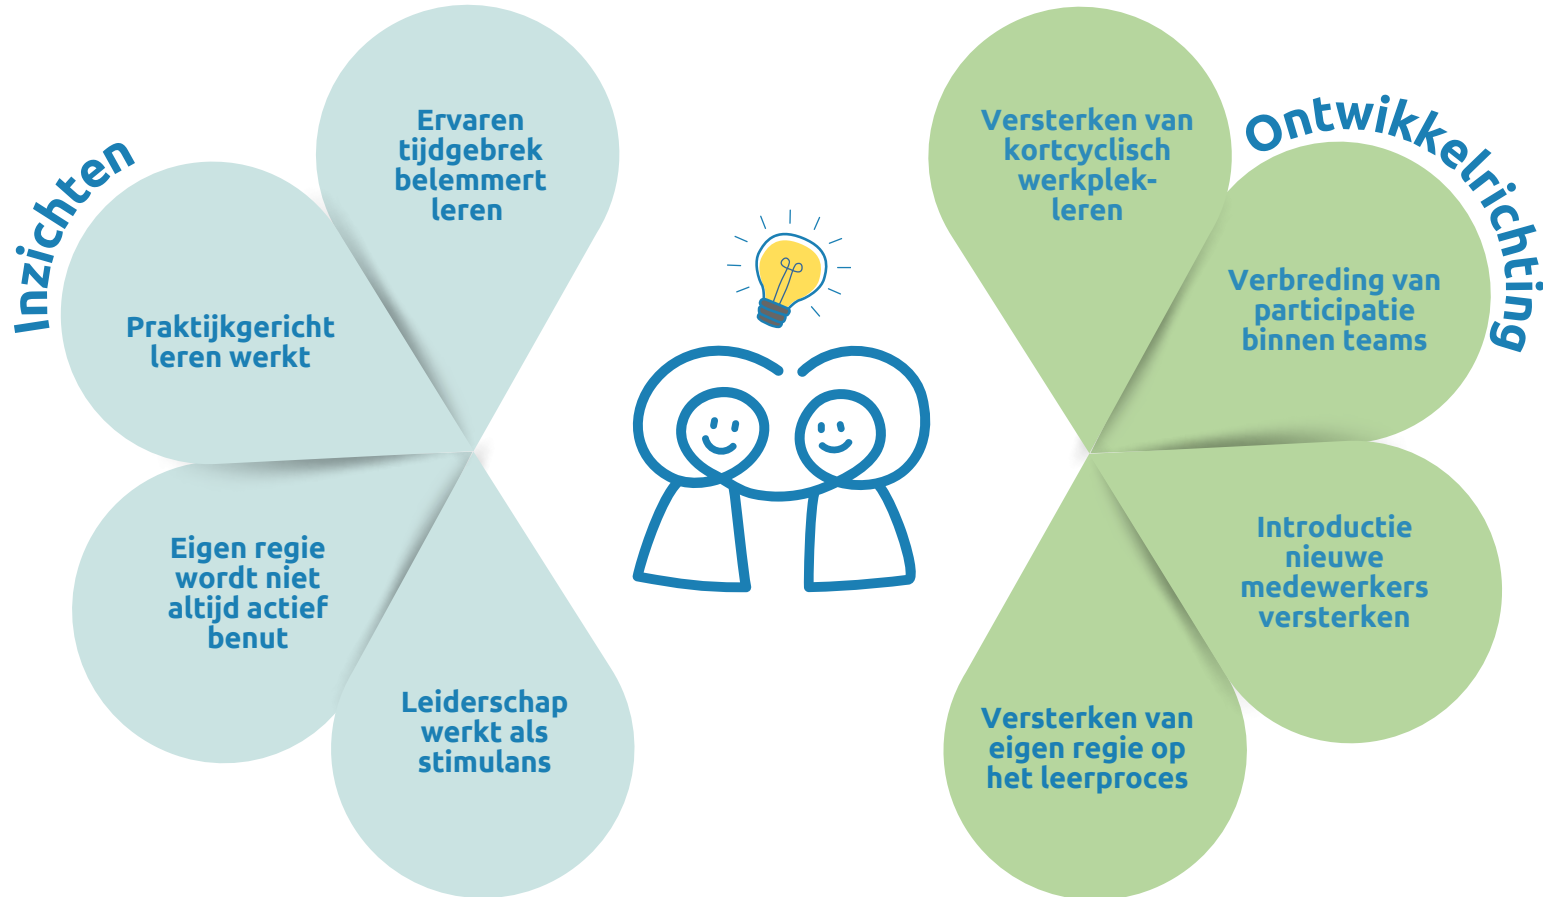 Inzichten
Ervaren
tijdgebrek
belemmert
leren
Praktijkgericht
leren werkt
Eigen regie
wordt niet
altijd actief
benut
Leiderschap
werkt als
stimulans
Ontwikkelrichting
Versterken van
kortcyclisch
werkplek-
leren
Verbreding van
participatie
binnen teams
Introductie
nieuwe
medewerkers
versterken
Versterken van
eigen regie op
het leerproces